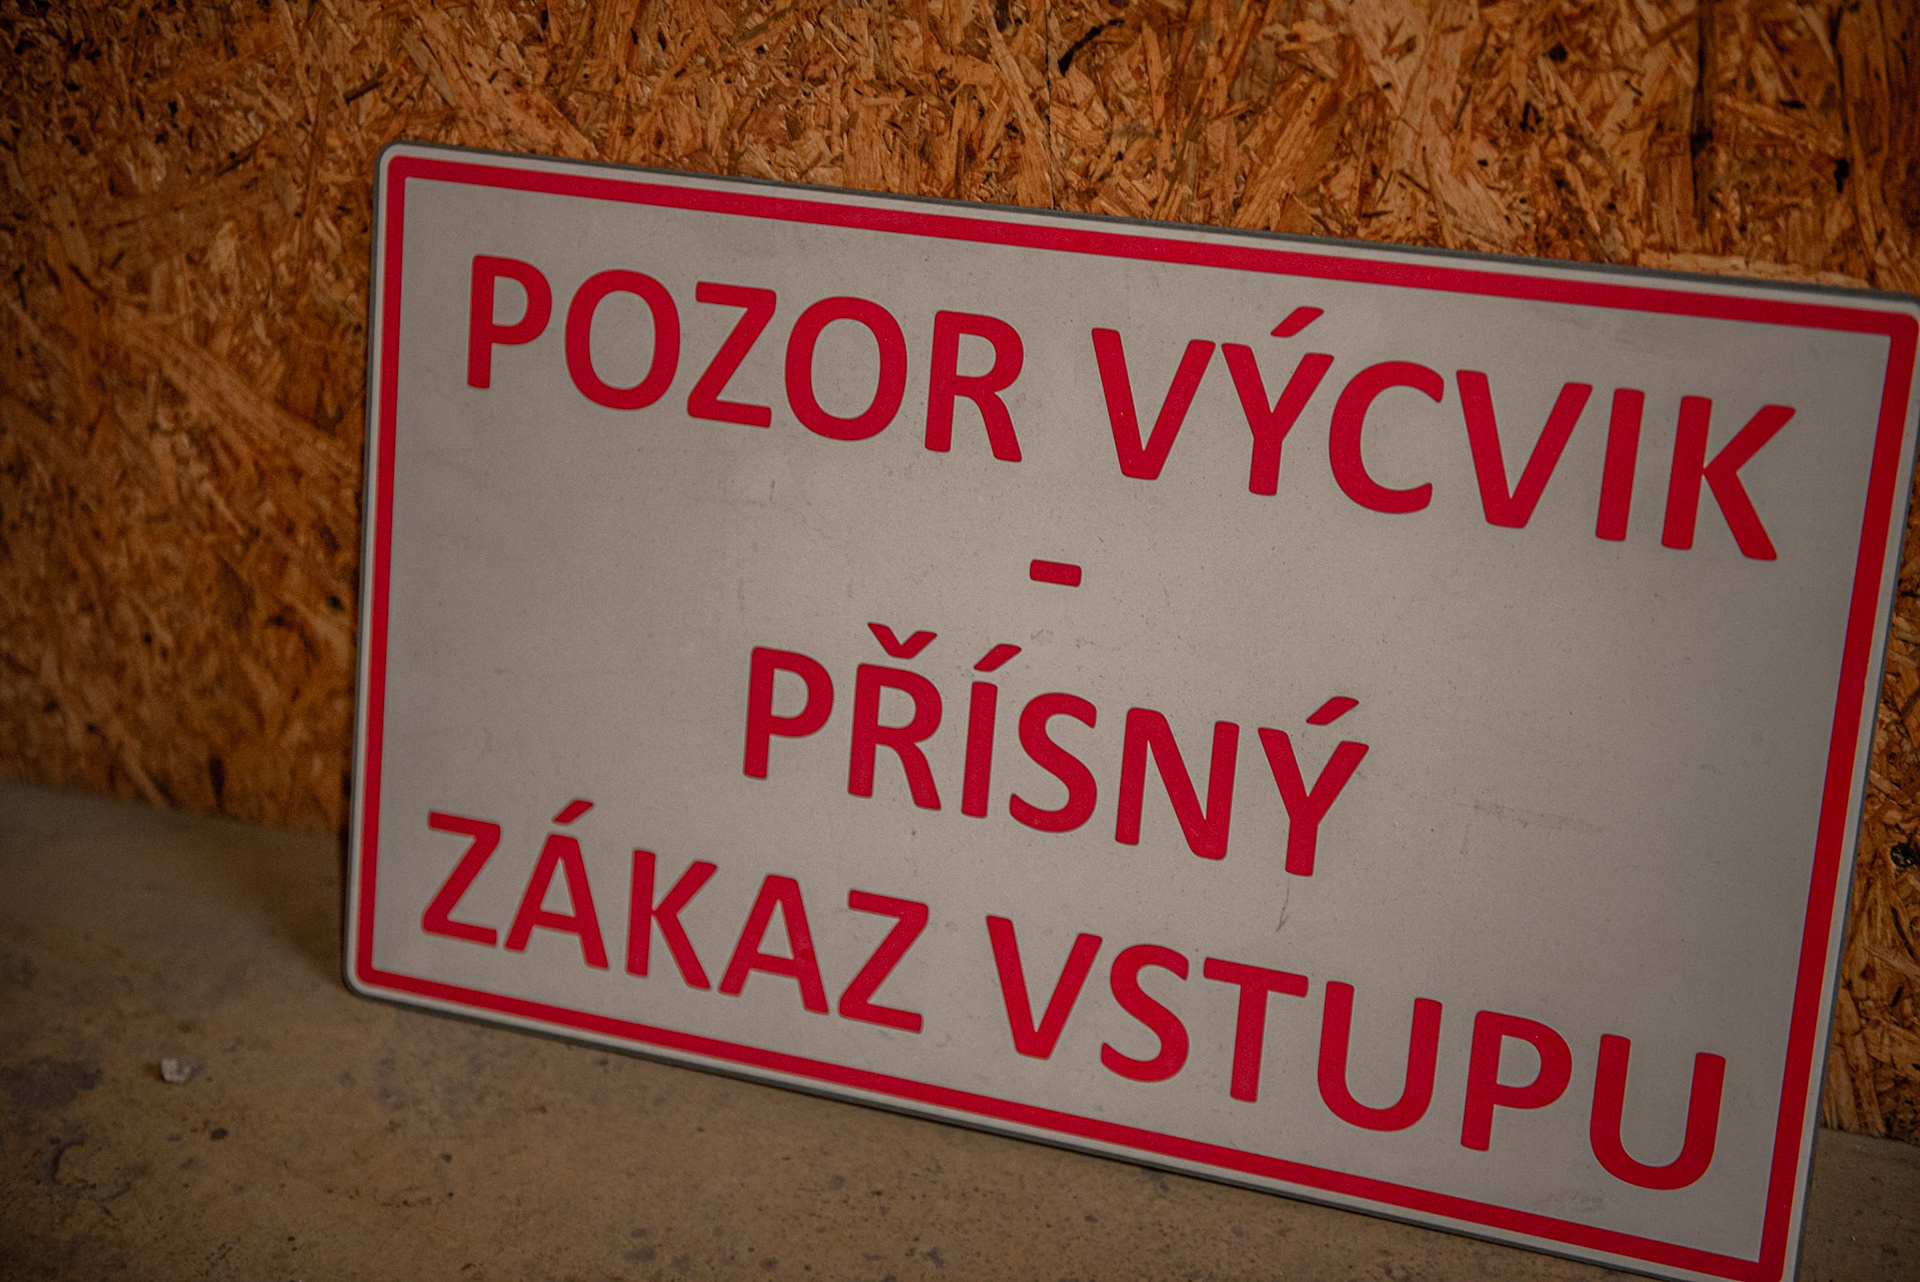 POZOR VÝCVIK
-
PŘÍSNÝ
ZÁKAZ VSTUPU